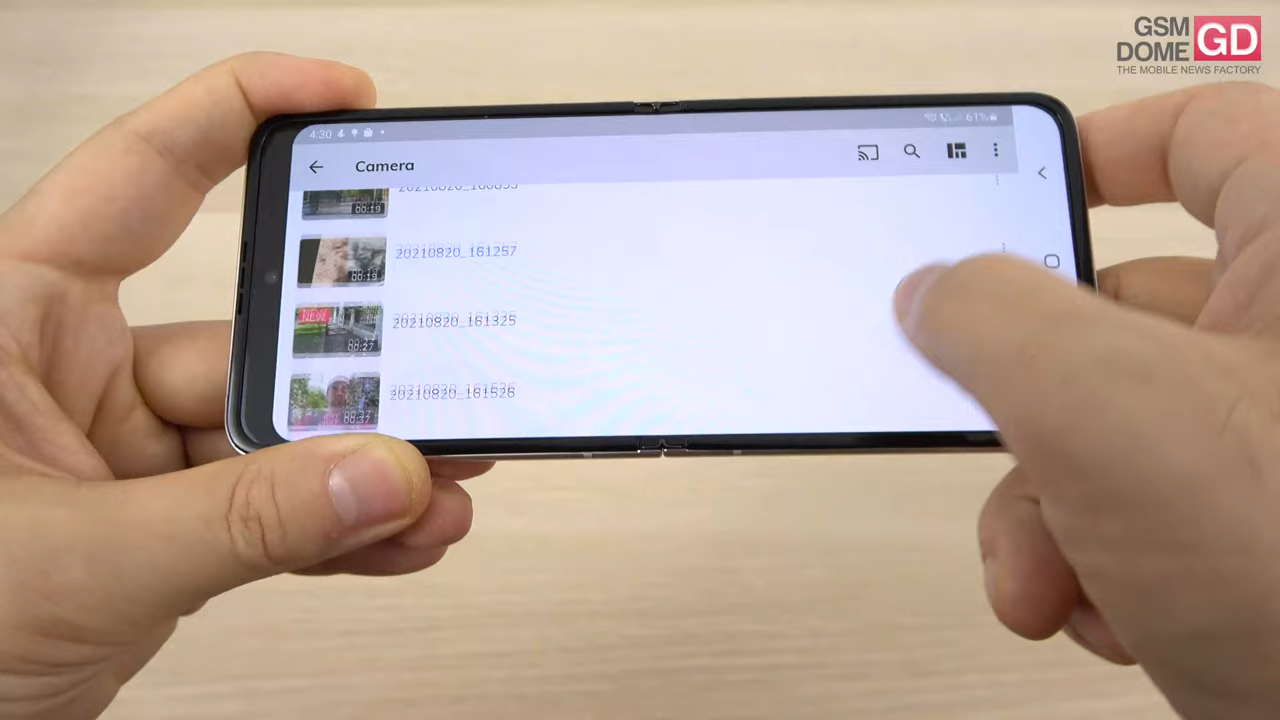 GSM
DOME GD
THE MOBILE NEWS FACTORY
4:30
61%
Camera
00:19
20210820_161257
00:19
NEW
20210820_161325
00:27
20210820_161526
00:37